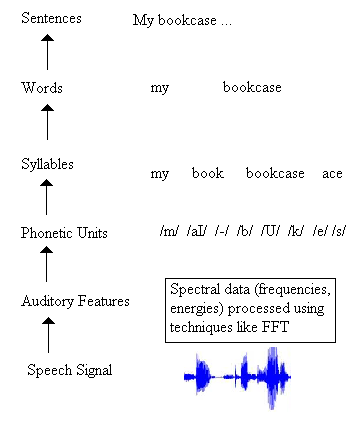 Sentences My bookcase ...
Words my bookcase
Syllables my book bookcase ace
Phonetic Units /m/ /aI/ /-/ /b/ /U/ /k/ /e/ /s/
Auditory Features
Spectral data (frequencies,
energies) processed using
techniques like FFT
Speech Signal